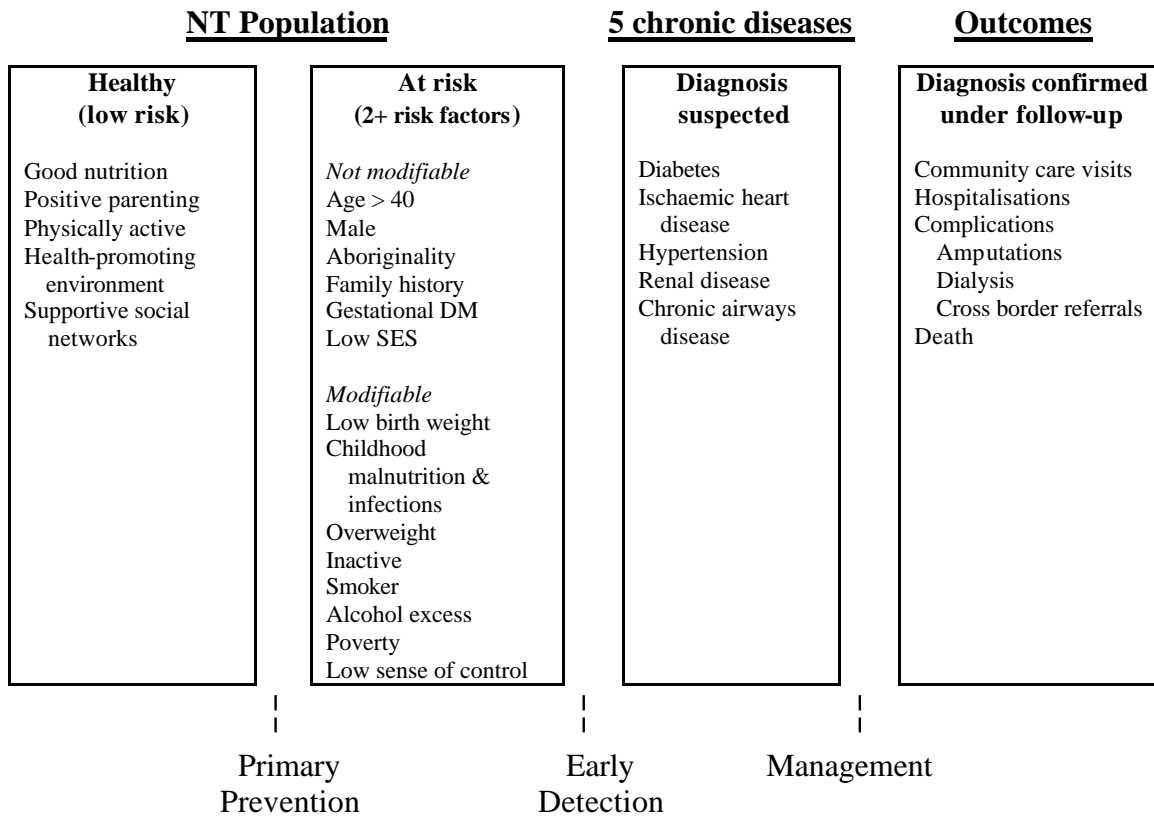 NT Population
5 chronic diseases
Outcomes
Healthy
(low risk)
Good nutrition
Positive parenting
Physically active
Health-promoting
environment
Supportive social
networks
At risk
(2+ risk factors)
Not modifiable
Age > 40
Male
Aboriginality
Family history
Gestational DM
Low SES
Modifiable
Low birth weight
Childhood
malnutrition &
infections
Overweight
Inactive
Smoker
Alcohol excess
Poverty
Low sense of control
Diagnosis
suspected
Diabetes
Ischaemic heart
disease
Hypertension
Renal disease
Chronic airways
disease
Diagnosis confirmed
under follow-up
Community care visits
Hospitalisations
Complications
Amputations
Dialysis
Cross border referrals
Death
Primary
Prevention
Early
Detection
Management